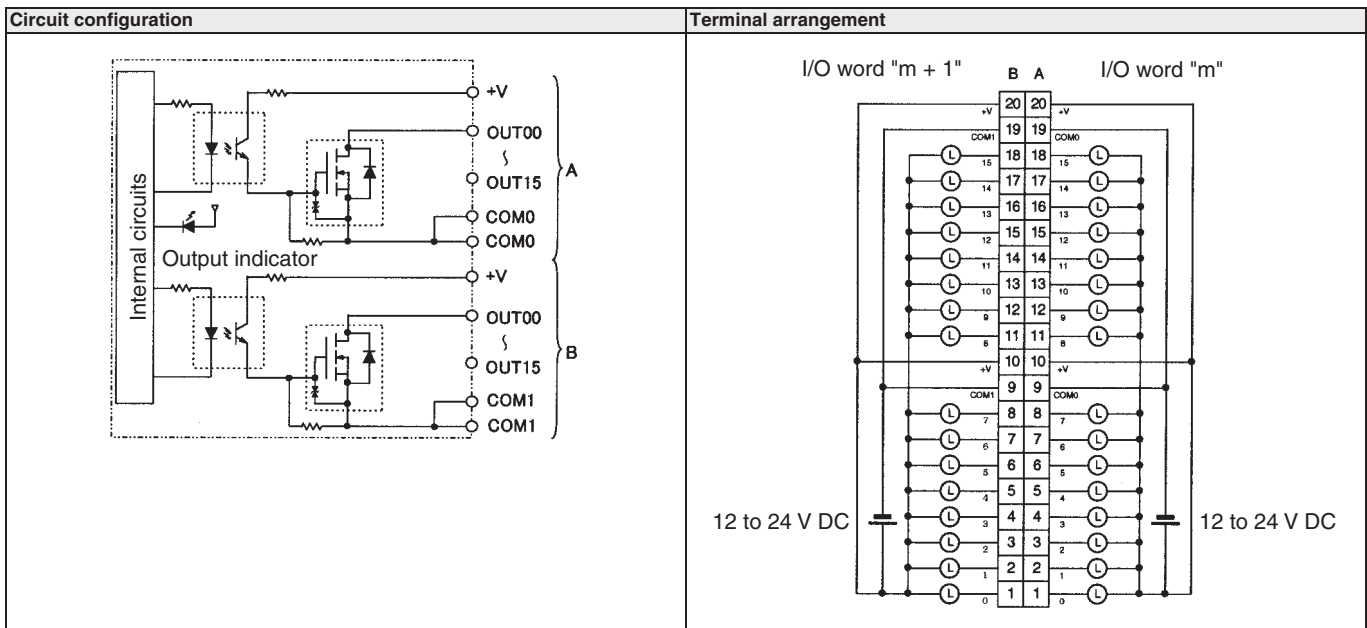 Circuit configuration
Terminal arrangement
Internal circuits
Output indicator
+V
OUT00
OUT15
COM0
COM0
A
+V
OUT00
OUT15
COM1
COM1
B
I/O word "m + 1"
B A
I/O word "m"
+V 20 20 +V
COM1 19 19 COM0
L 15 18 18 15 L
L 14 17 17 14 L
L 13 16 16 13 L
L 12 15 15 12 L
L 11 14 14 11 L
L 10 13 13 10 L
L 9 12 12 9 L
L 8 11 11 8 L
+V 10 10 +V
COM1 9 9 COM0
L 7 8 8 7 L
L 6 7 7 6 L
L 5 6 6 5 L
L 4 5 5 4 L
12 to 24 V DC L 3 4 4 3 L 12 to 24 V DC
L 2 3 3 2 L
L 1 2 2 1 L
L 0 1 1 0 L